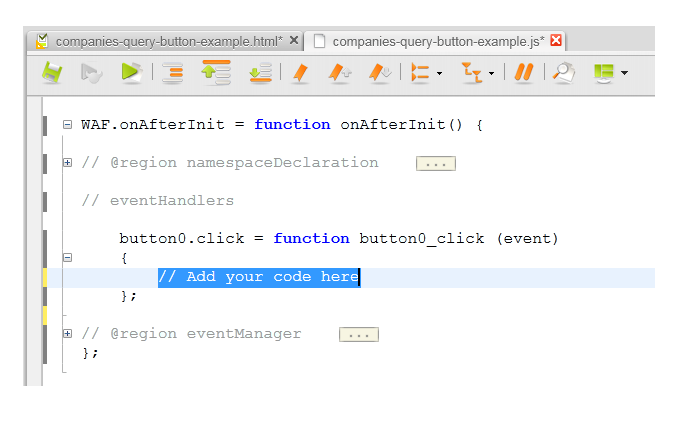 companies-query-button-example.html* companies-query-button-example.js*
WAF.onAfterInit = function onAfterInit() {
// @region namespaceDeclaration ...
// eventHandlers
button0.click = function button0_click (event)
{
// Add your code here
};
// @region eventManager ...
};